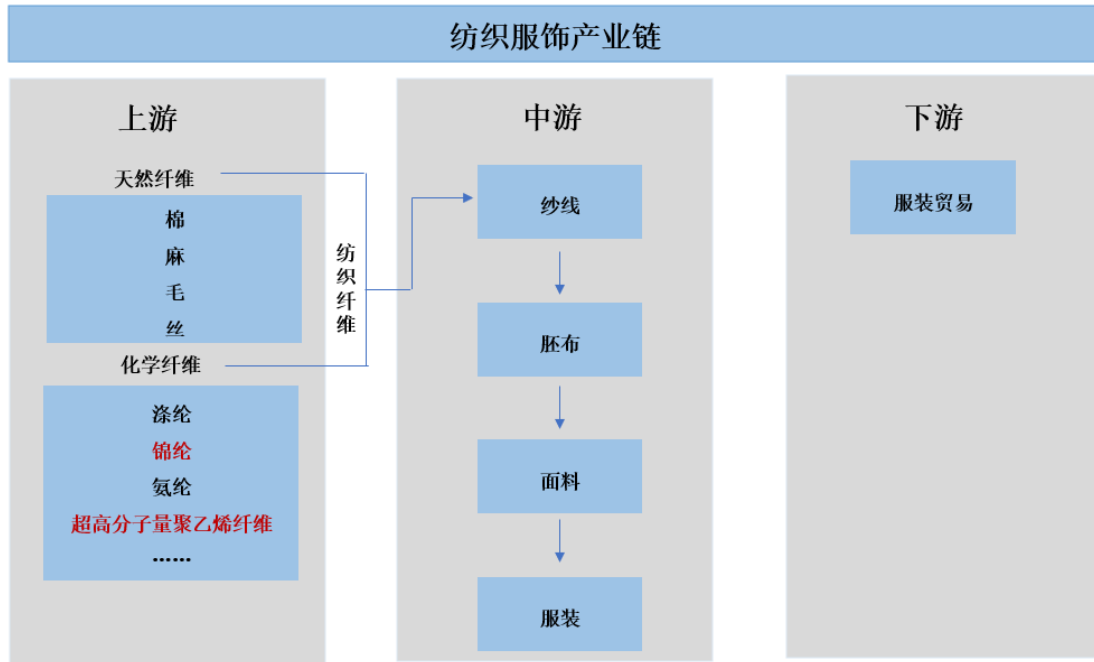 纺织服饰产业链
上游
天然纤维
棉
麻
毛
丝
化学纤维
涤纶
锦纶
氨纶
超高分子量聚乙烯纤维
……
纺织纤维
中游
纱线
胚布
面料
服装
下游
服装贸易